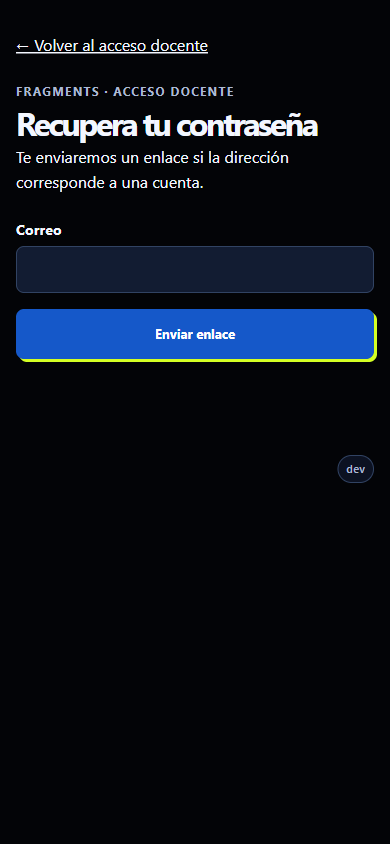 ← Volver al acceso docente
FRAGMENTS · ACCESO DOCENTE
Recupera tu contraseña
Te enviaremos un enlace si la dirección
corresponde a una cuenta.
Correo
Enviar enlace
dev